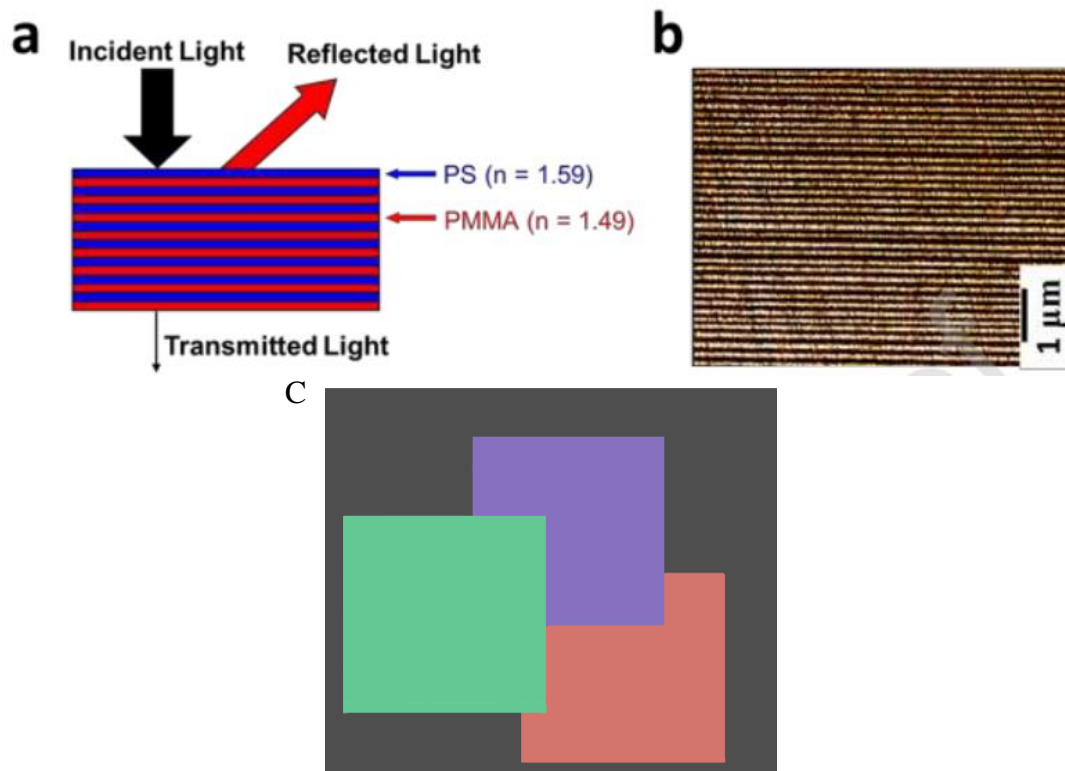 a
Incident Light
Reflected Light
PS (n = 1.59)
PMMA (n = 1.49)
Transmitted Light
b
1 μm
C